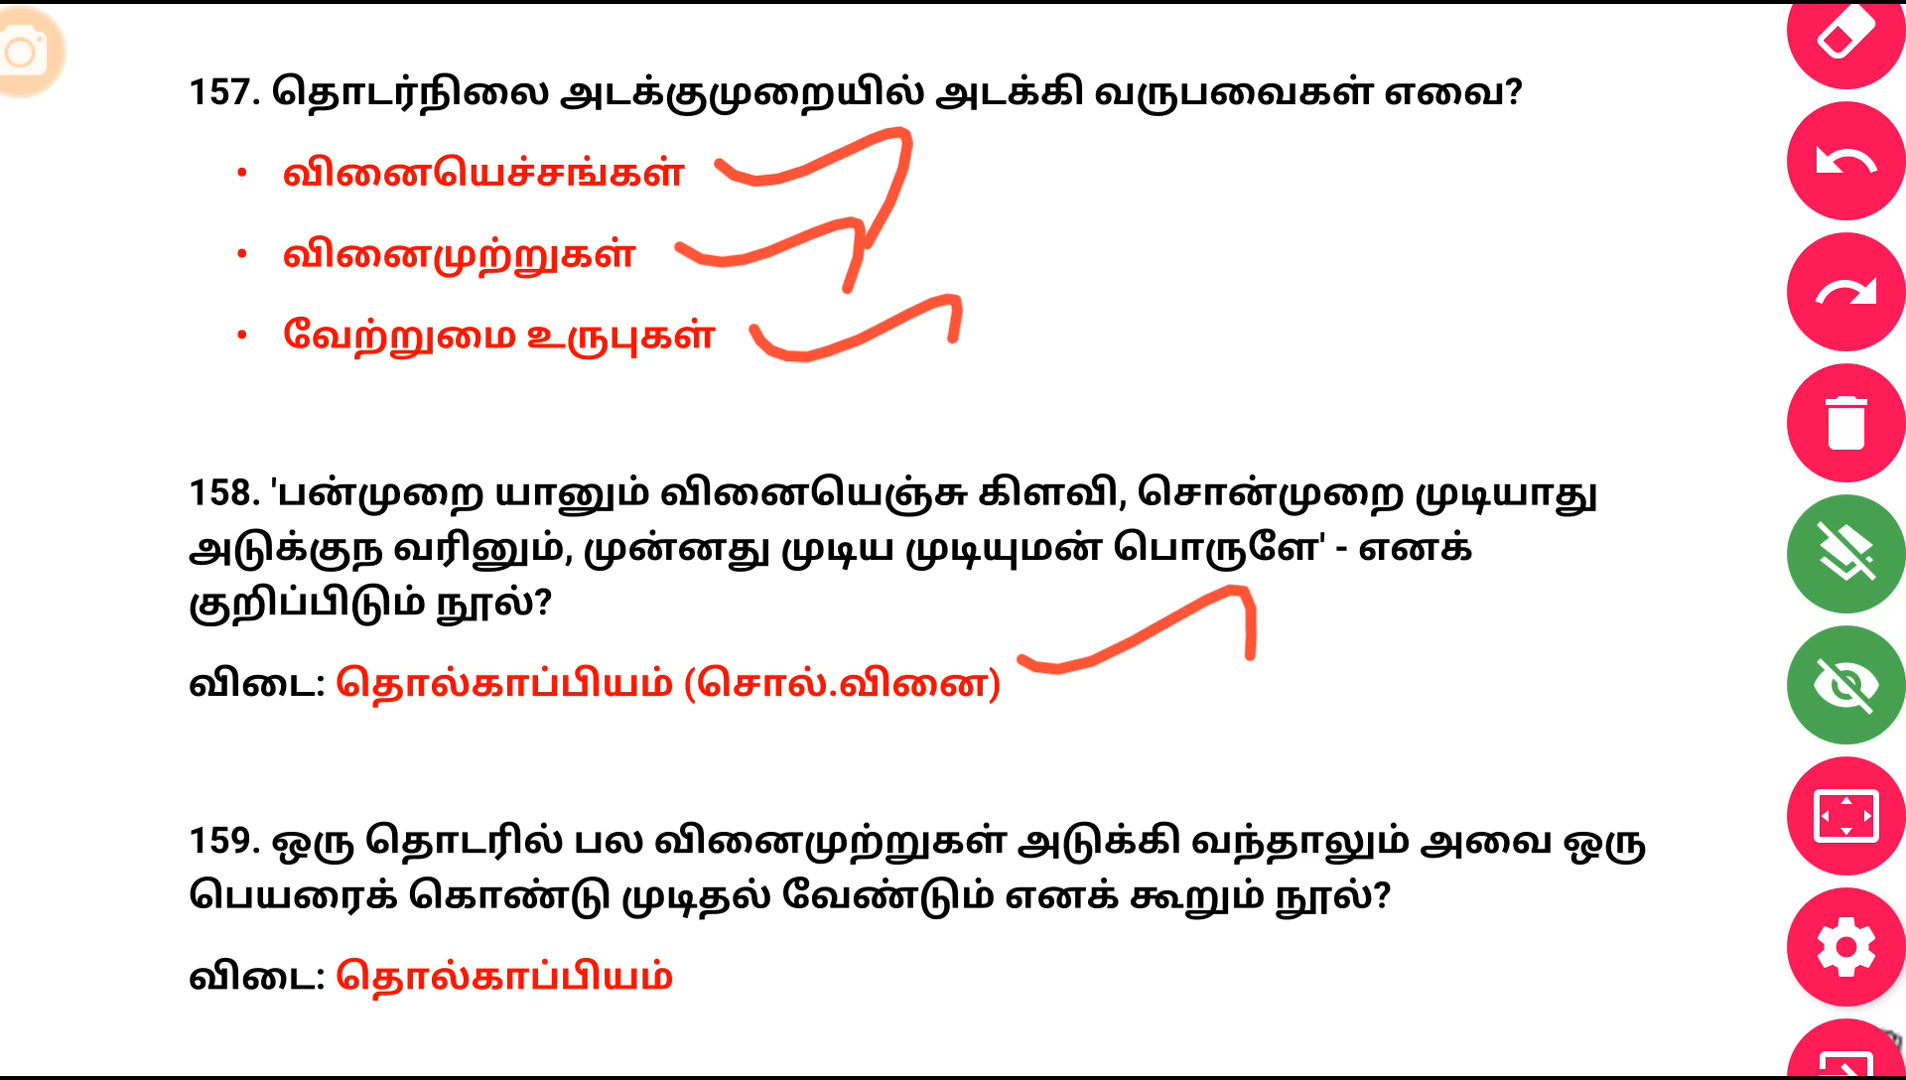 157. தொடர்நிலை அடக்குமுறையில் அடக்கி வருபவைகள் எவை?
• வினையெச்சங்கள்
• வினைமுற்றுகள்
• வேற்றுமை உருபுகள்
158. 'பன்முறை யானும் வினையெஞ்சு கிளவி, சொன்முறை முடியாது
அடுக்குந வரினும், முன்னது முடிய முடியுமன் பொருளே' - எனக்
குறிப்பிடும் நூல்?
விடை: தொல்காப்பியம் (சொல்.வினை)
159. ஒரு தொடரில் பல வினைமுற்றுகள் அடுக்கி வந்தாலும் அவை ஒரு
பெயரைக் கொண்டு முடிதல் வேண்டும் எனக் கூறும் நூல்?
விடை: தொல்காப்பியம்